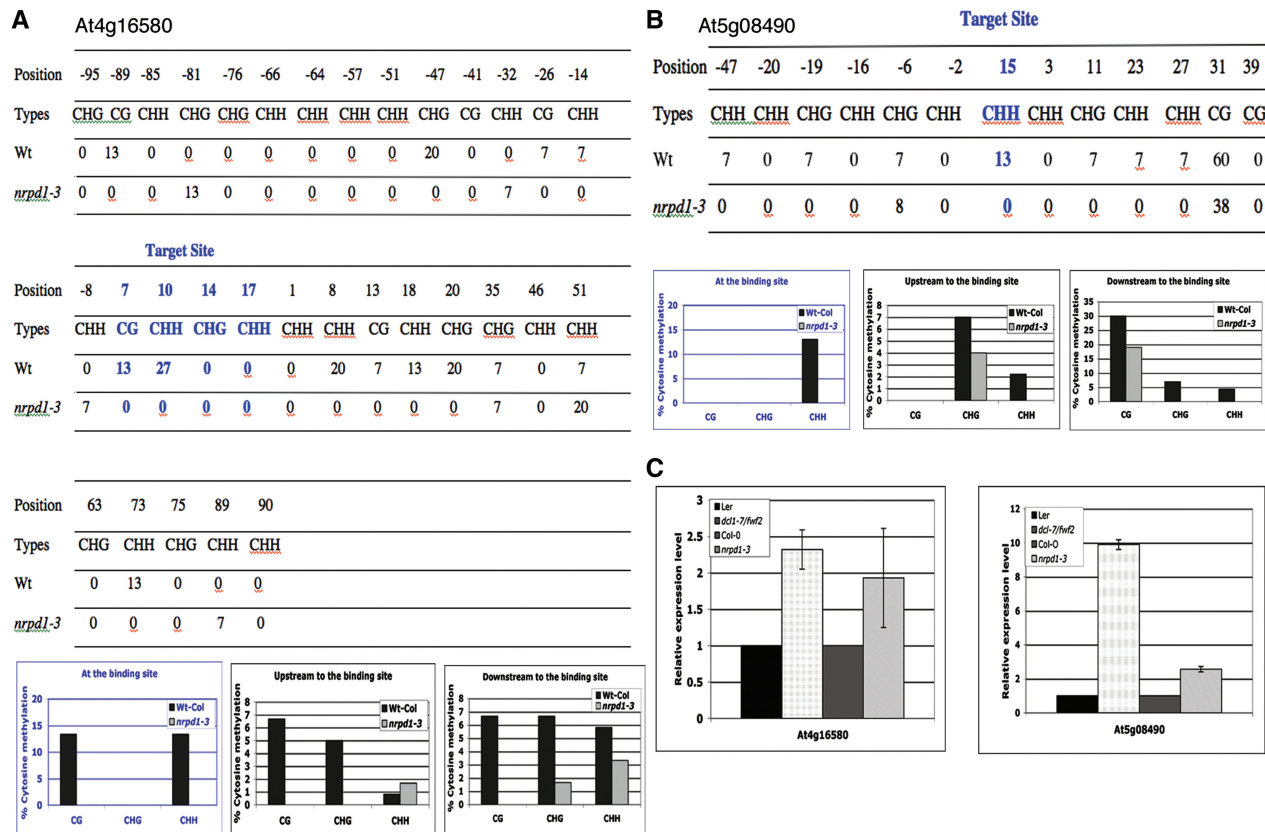 A
At4g16580
Position -95 -89 -85 -81 -76 -66 -64 -57 -51 -47 -41 -32 -26 -14
Types CHG CG CHH CHG CHG CHH CHH CHH CHH CHG CG CHH CG CHH
Wt 0 13 0 0 0 0 0 0 0 20 0 0 7 7
nrpd1-3 0 0 0 13 0 0 0 0 0 0 0 7 0 0
Target Site
Position -8 7 10 14 17 1 8 13 18 20 35 46 51
Types CHH CG CHH CHG CHH CHH CHH CG CHH CHG CHG CHH CHH
Wt 0 13 27 0 0 0 20 7 13 20 7 0 7
nrpd1-3 7 0 0 0 0 0 0 0 0 0 7 0 20
Position 63 73 75 89 90
Types CHG CHH CHG CHH CHH
Wt 0 13 0 0 0
nrpd1-3 0 0 0 7 0
At the binding site
% Cytosine methylation
20
15
10
5
0
Wt-Col
nrpd1-3
CG CHG CHH
Upstream to the binding site
% Cytosine methylation
8
7
6
5
4
3
2
1
0
Wt-Col
nrpd1-3
CG CHG CHH
Downstream to the binding site
% Cytosine methylation
8
7
6
5
4
3
2
1
0
Wt-Col
nrpd1-3
CG CHG CHH
B
At5g08490
Target Site
Position -47 -20 -19 -16 -6 -2 15 3 11 23 27 31 39
Types CHH CHH CHG CHH CHG CHH CHH CHH CHG CHH CHH CG CG
Wt 7 0 7 0 7 0 13 0 7 7 7 60 0
nrpd1-3 0 0 0 0 8 0 0 0 0 0 0 38 0
At the binding site
% Cytosine methylation
20
15
10
5
0
Wt-Col
nrpd1-3
CG CHG CHH
Upstream to the binding site
% Cytosine methylation
8
7
6
5
4
3
2
1
0
Wt-Col
nrpd1-3
CG CHG CHH
Downstream to the binding site
% Cytosine methylation
35
30
25
20
15
10
5
0
Wt-Col
nrpd1-3
CG CHG CHH
C
Relative expression level
3
2.5
2
1.5
1
0.5
0
Ler
dcl1-7/fwf2
Col-0
nrpd1-3
At4g16580
Relative expression level
12
10
8
6
4
2
0
Ler
dcl-7/fwf2
Col-O
nrpd1-3
At5g08490